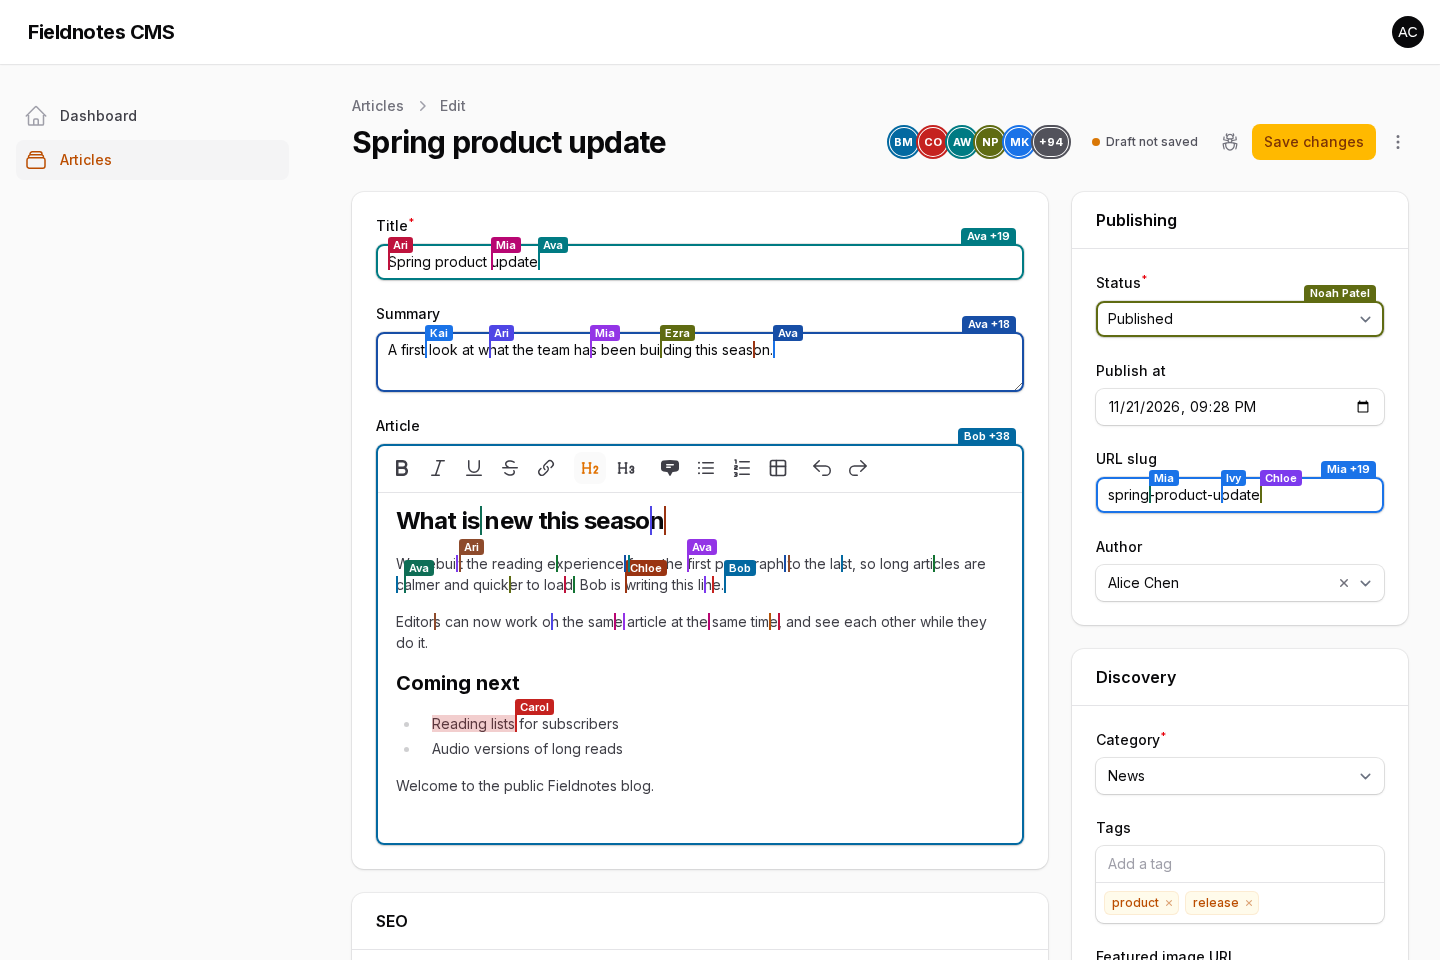 Fieldnotes CMS
AC
Dashboard
Articles
Articles
Edit
Spring product update
BM CO AW NP MK +94
Draft not saved
Save changes
Title*
Ava +19
Ari Mia Ava
Spring product update
Summary
Ava +18
Kai Ari Mia Ezra Ava
A first look at what the team has been building this season.
Article
Bob +38
B I U S H2 H3
What is new this season
Ari Ava
built the reading experience the first to the last, so long articles are
Ava Chloe Bob
calmer and quicker to load. Bob is writing this line.
Editors can now work on the same article at the same time, and see each other while they
do it.
Coming next
Carol
Reading lists for subscribers
Audio versions of long reads
Welcome to the public Fieldnotes blog.
SEO
Publishing
Status*
Noah Patel
Published
Publish at
11/21/2026, 09:28 PM
URL slug
Mia +19
Mia Ivy Chloe
spring-product-update
Author
Alice Chen
Discovery
Category*
News
Tags
Add a tag
product
release
Featured image URL